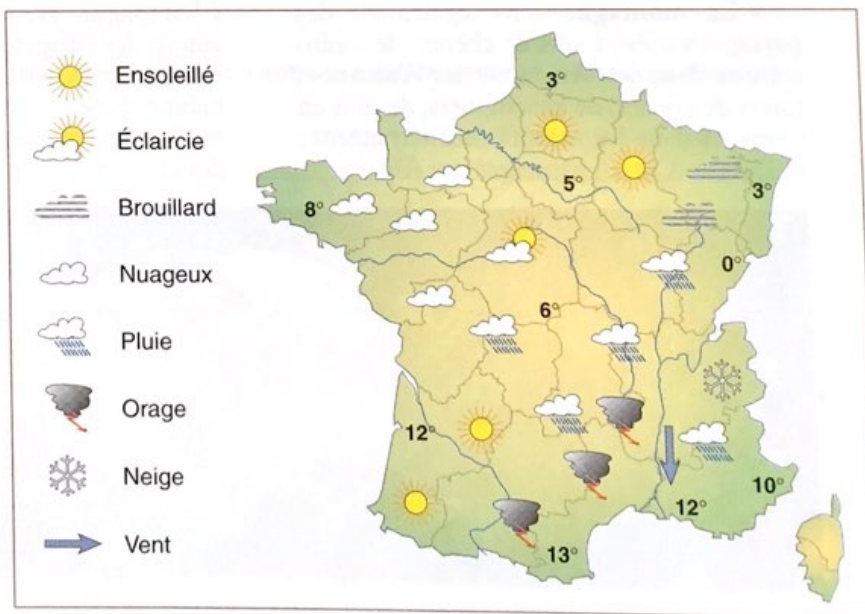 Ensoleillé
Éclaircie
Brouillard
Nuageux
Pluie
Orage
Neige
Vent
3°
5°
3°
8°
0°
6°
12°
10°
12°
13°